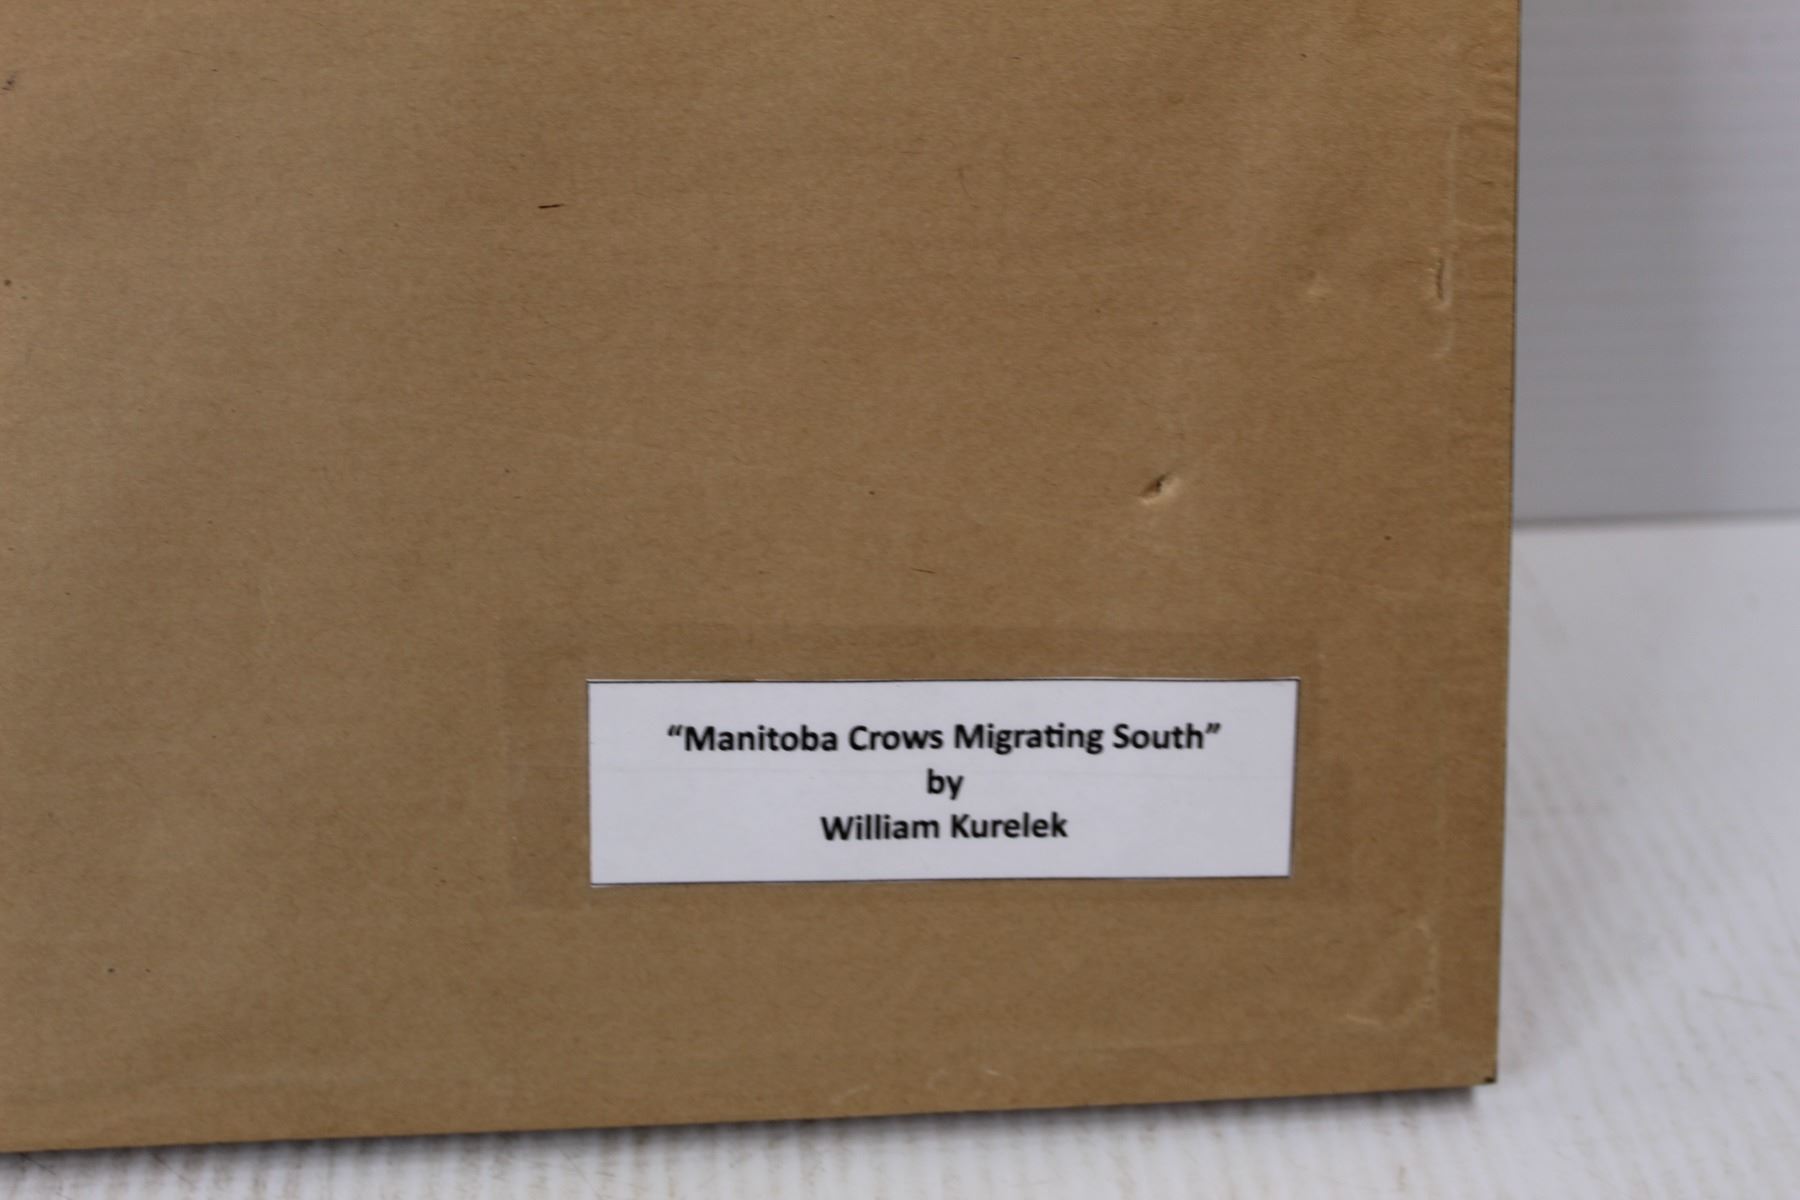 “Manitoba Crows Migrating South”
by
William Kurelek